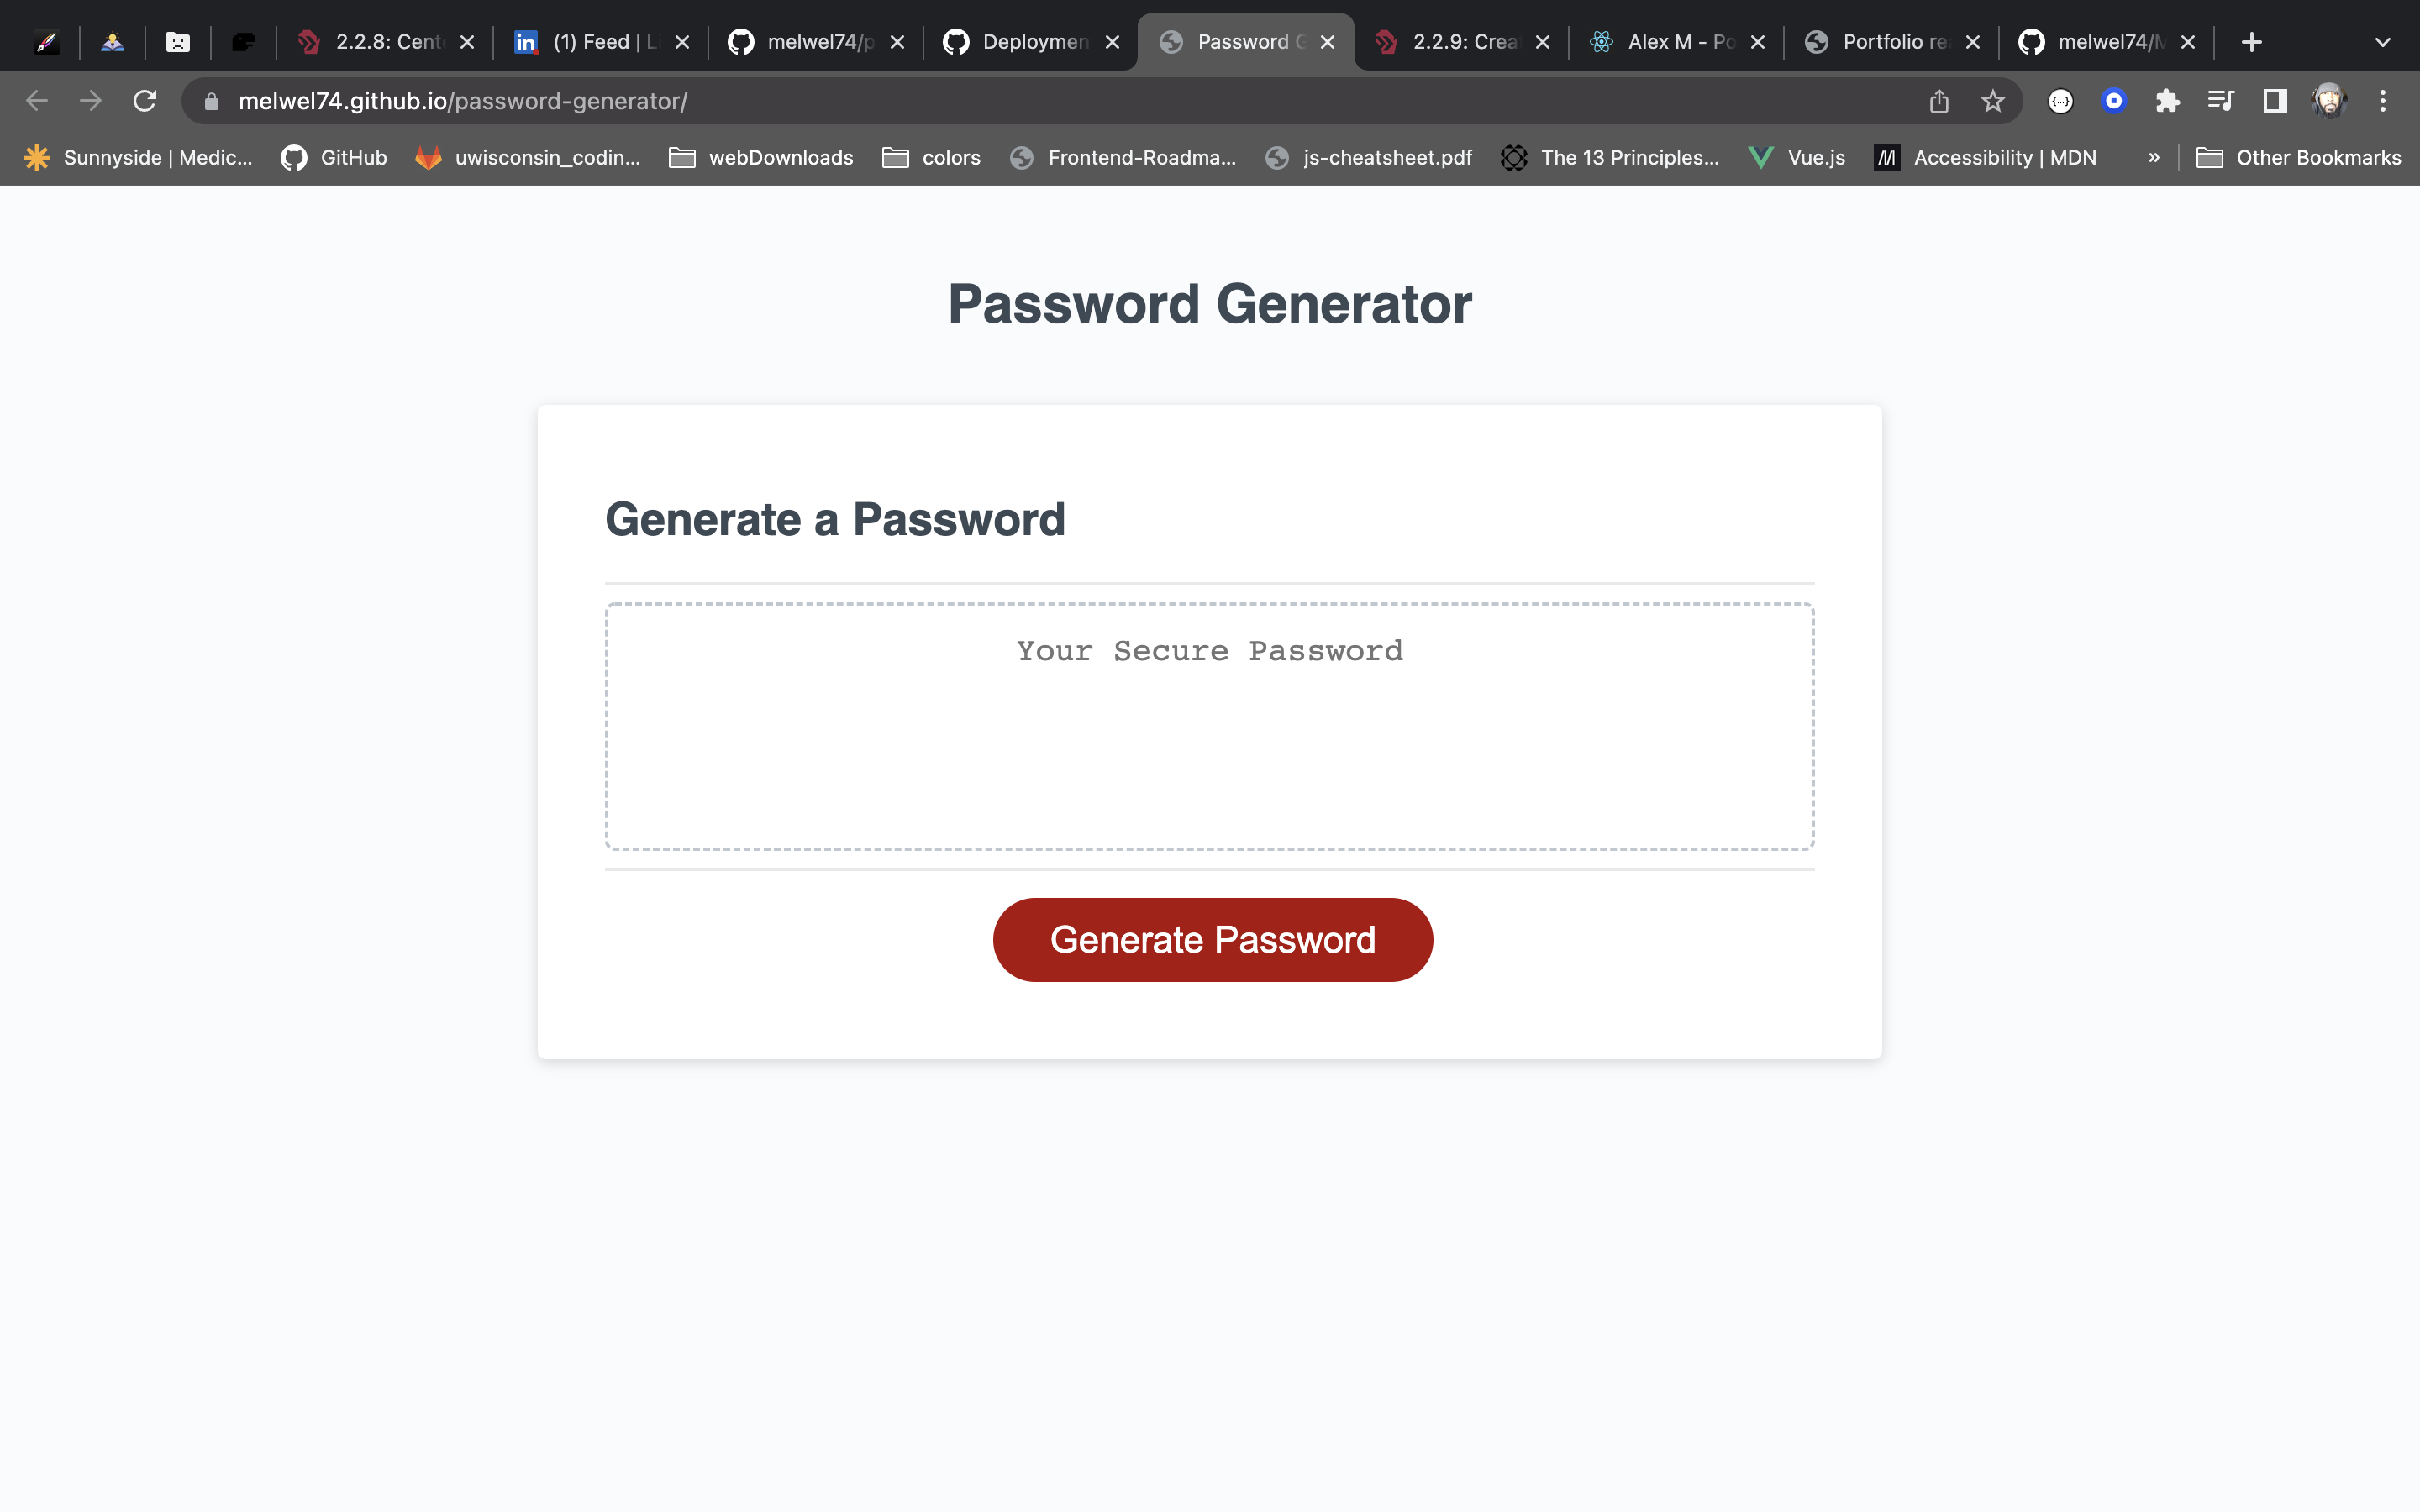 2.2.8: Cent
(1) Feed | Li
melwel74/p
Deploymen
Password G
2.2.9: Crea
Alex M - Po
Portfolio re
melwel74/M
melwel74.github.io/password-generator/
Sunnyside | Medic...
GitHub
uwisconsin_codin...
webDownloads
colors
Frontend-Roadma...
js-cheatsheet.pdf
The 13 Principles...
Vue.js
Accessibility | MDN
»
Other Bookmarks
Password Generator
Generate a Password
Your Secure Password
Generate Password